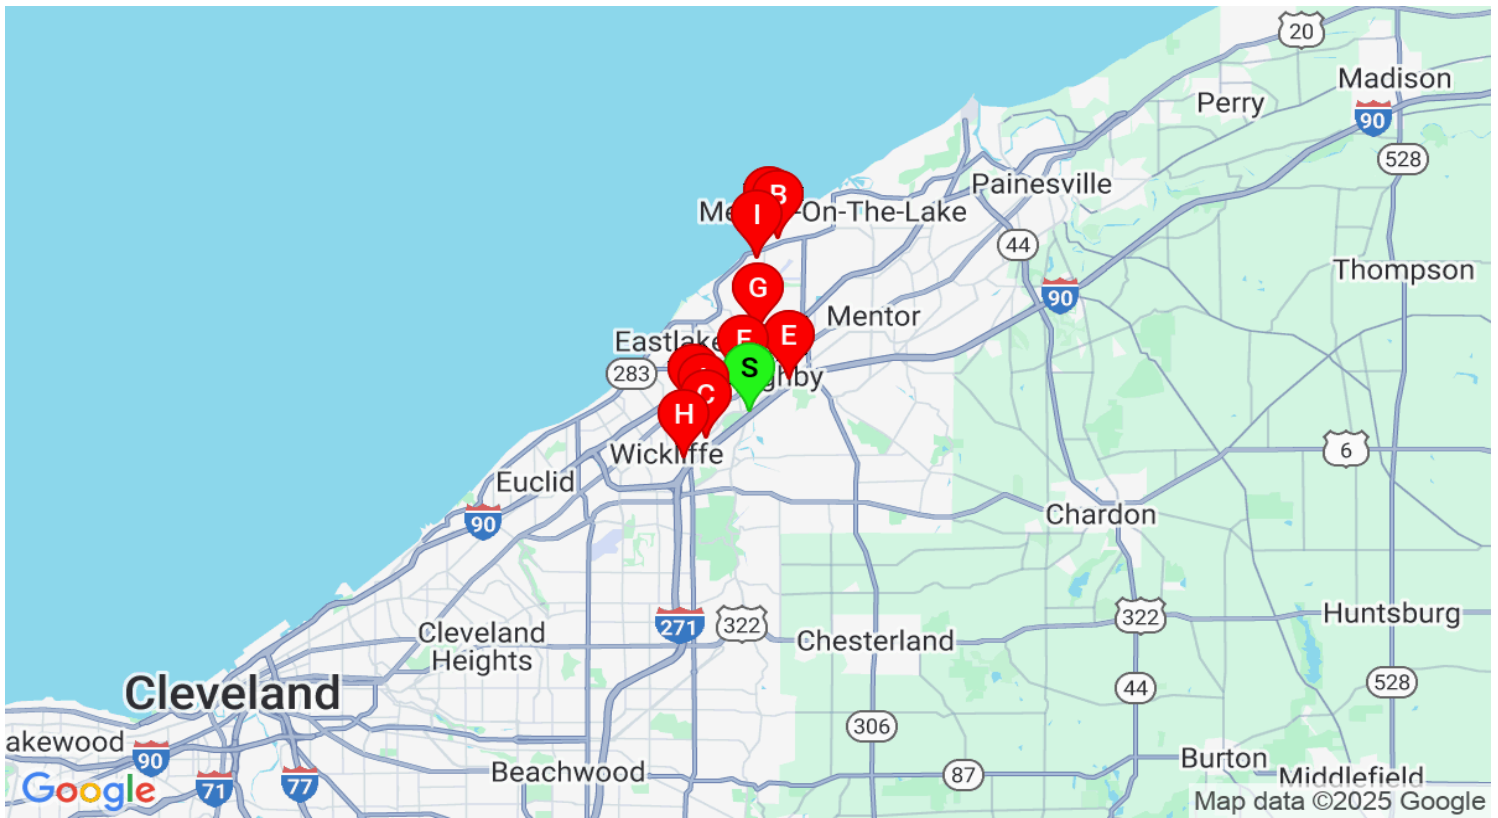 20
Madison
Perry
90
528
Painesville
B
Me
-On-The-Lake
I
44
Thompson
90
G
Mentor
E
Eastlake
S
283
ghby
C
H
Wickliffe
6
Euclid
90
Chardon
322
271
322
Huntsburg
Cleveland
Heights
Chesterland
528
44
Cleveland
306
akewood
90
Burton
Beachwood
87
Middlefield
71
77
Google
Map data ©2025 Google